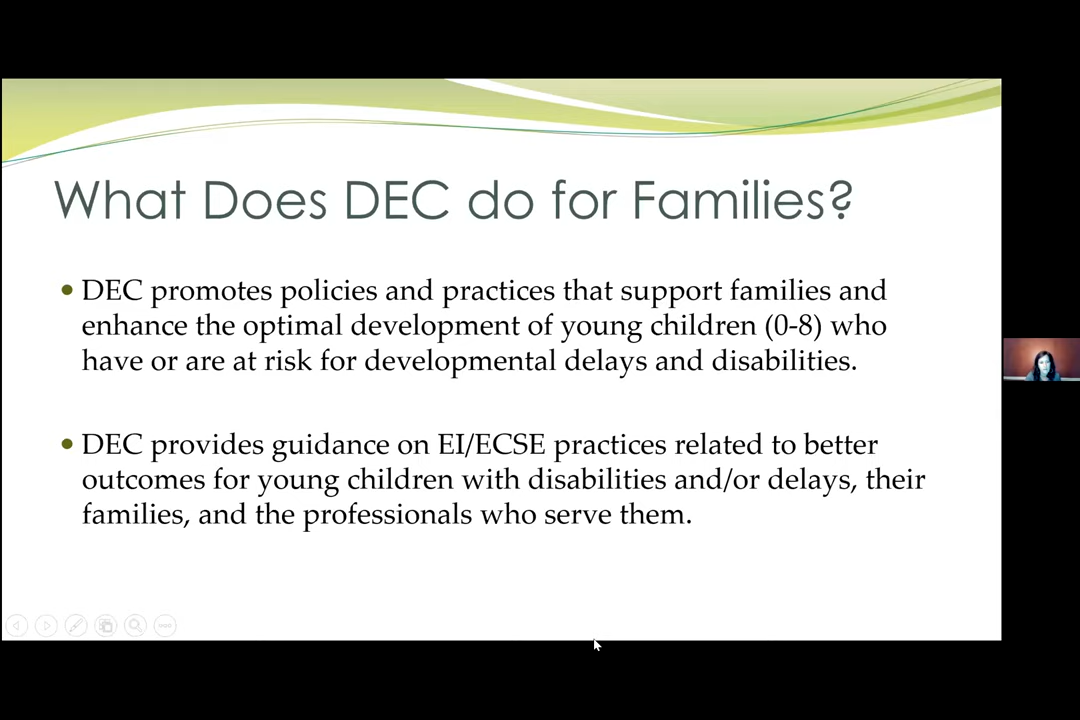 What Does DEC do for Families?
• DEC promotes policies and practices that support families and
enhance the optimal development of young children (0-8) who
have or are at risk for developmental delays and disabilities.
• DEC provides guidance on EI/ECSE practices related to better
outcomes for young children with disabilities and/or delays, their
families, and the professionals who serve them.